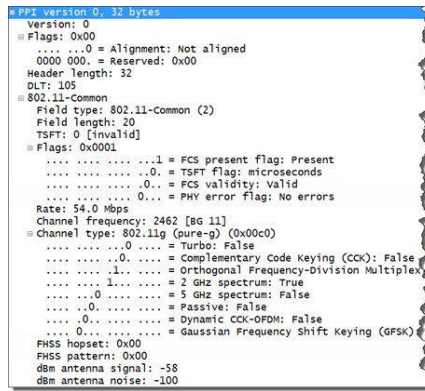 PPI version 0, 32 bytes
Version: 0
Flags: 0x00
.... ...0 = Alignment: Not aligned
0000 000. = Reserved: 0x00
Header length: 32
DLT: 105
802.11-Common
Field type: 802.11-Common (2)
Field length: 20
TSFT: 0 [invalid]
Flags: 0x0001
.... .... .... ...1 = FCS present flag: Present
.... .... .... ..0. = TSFT flag: microseconds
.... .... .... .0.. = FCS validity: Valid
.... .... .... 0... = PHY error flag: No errors
Rate: 54.0 Mbps
Channel frequency: 2462 [BG 11]
Channel type: 802.11g (pure-g) (0x00c0)
.... .... ...0 .... = Turbo: False
.... .... ..0. .... = Complementary Code Keying (CCK): False
.... .... .1.. .... = Orthogonal Frequency-Division Multiplex
.... .... 1... .... = 2 GHz spectrum: True
.... ...0 .... .... = 5 GHz spectrum: False
.... ..0. .... .... = Passive: False
.... .0.. .... .... = Dynamic CCK-OFDM: False
.... 0... .... .... = Gaussian Frequency Shift Keying (GFSK)
FHSS hopset: 0x00
FHSS pattern: 0x00
dBm antenna signal: -58
dBm antenna noise: -100